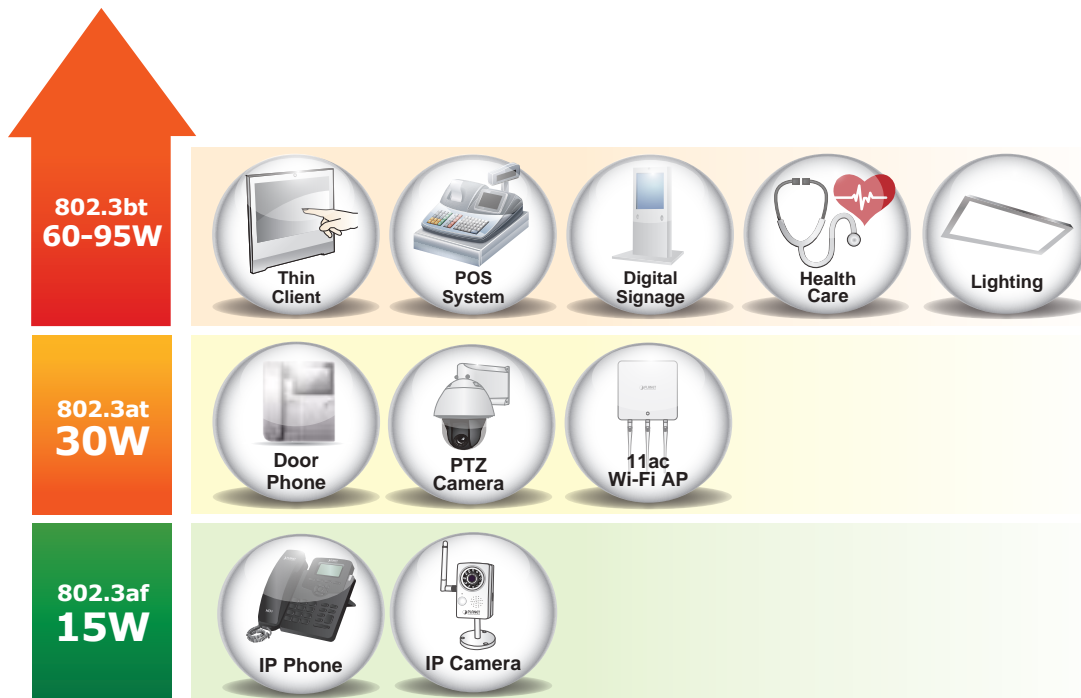 802.3bt
60-95W
Thin
Client
POS
System
Digital
Signage
Health
Care
Lighting
802.3at
30W
Door
Phone
PTZ
Camera
11ac
Wi-Fi AP
802.3af
15W
IP Phone
IP Camera